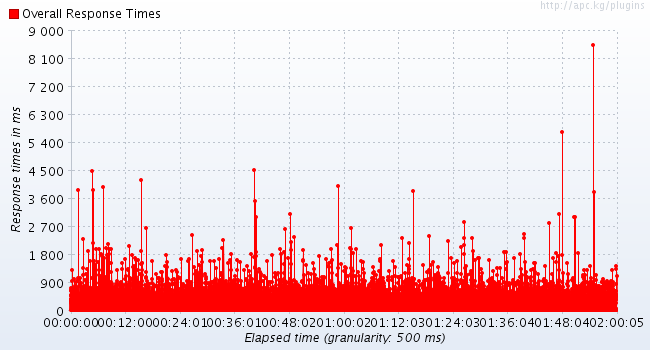 http://apc.kg/plugins
Overall Response Times
9 000
8 100
7 200
6 300
5 400
4 500
3 600
2 700
1 800
900
0
Response times in ms
00:00:00 00:12:00 00:24:01 00:36:01 00:48:02 01:00:02 01:12:03 01:24:03 01:36:04 01:48:04 02:00:05
Elapsed time (granularity: 500 ms)